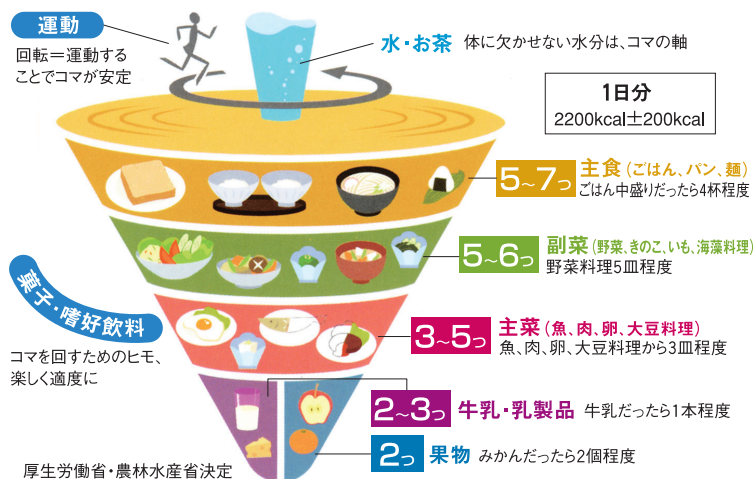 運動
回転＝運動する
ことでコマが安定
水・お茶 体に欠かせない水分は、コマの軸
1日分
2200kcal±200kcal
5〜7つ 主食（ごはん、パン、麺）
ごはん中盛りだったら4杯程度
5〜6つ 副菜（野菜、きのこ、いも、海藻料理）
野菜料理5皿程度
菓子・嗜好飲料
コマを回すためのヒモ、
楽しく適度に
3〜5つ 主菜（魚、肉、卵、大豆料理）
魚、肉、卵、大豆料理から3皿程度
2〜3つ 牛乳・乳製品 牛乳だったら1本程度
2つ 果物 みかんだったら2個程度
厚生労働省・農林水産省決定